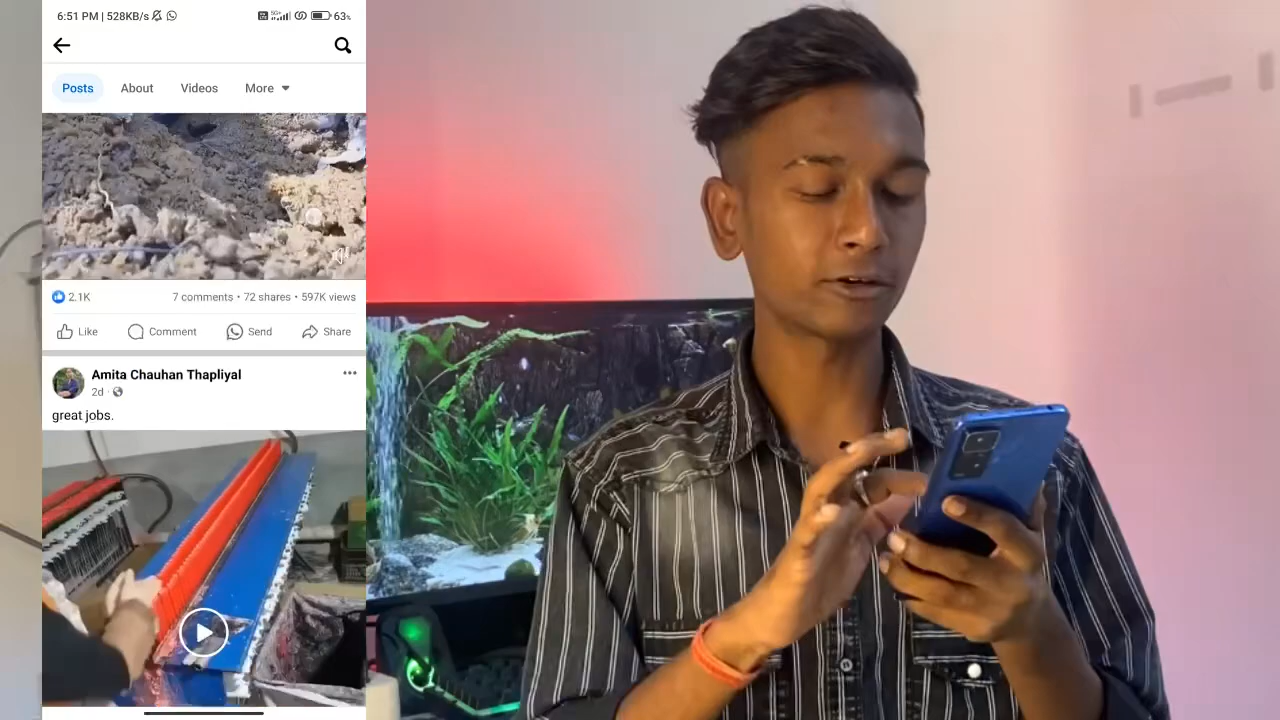 6:51 PM | 528KB/s
5G+
63%
Posts
About
Videos
More
2.1K
7 comments • 72 shares • 597K views
Like
Comment
Send
Share
Amita Chauhan Thapliyal
2d ·
great jobs.